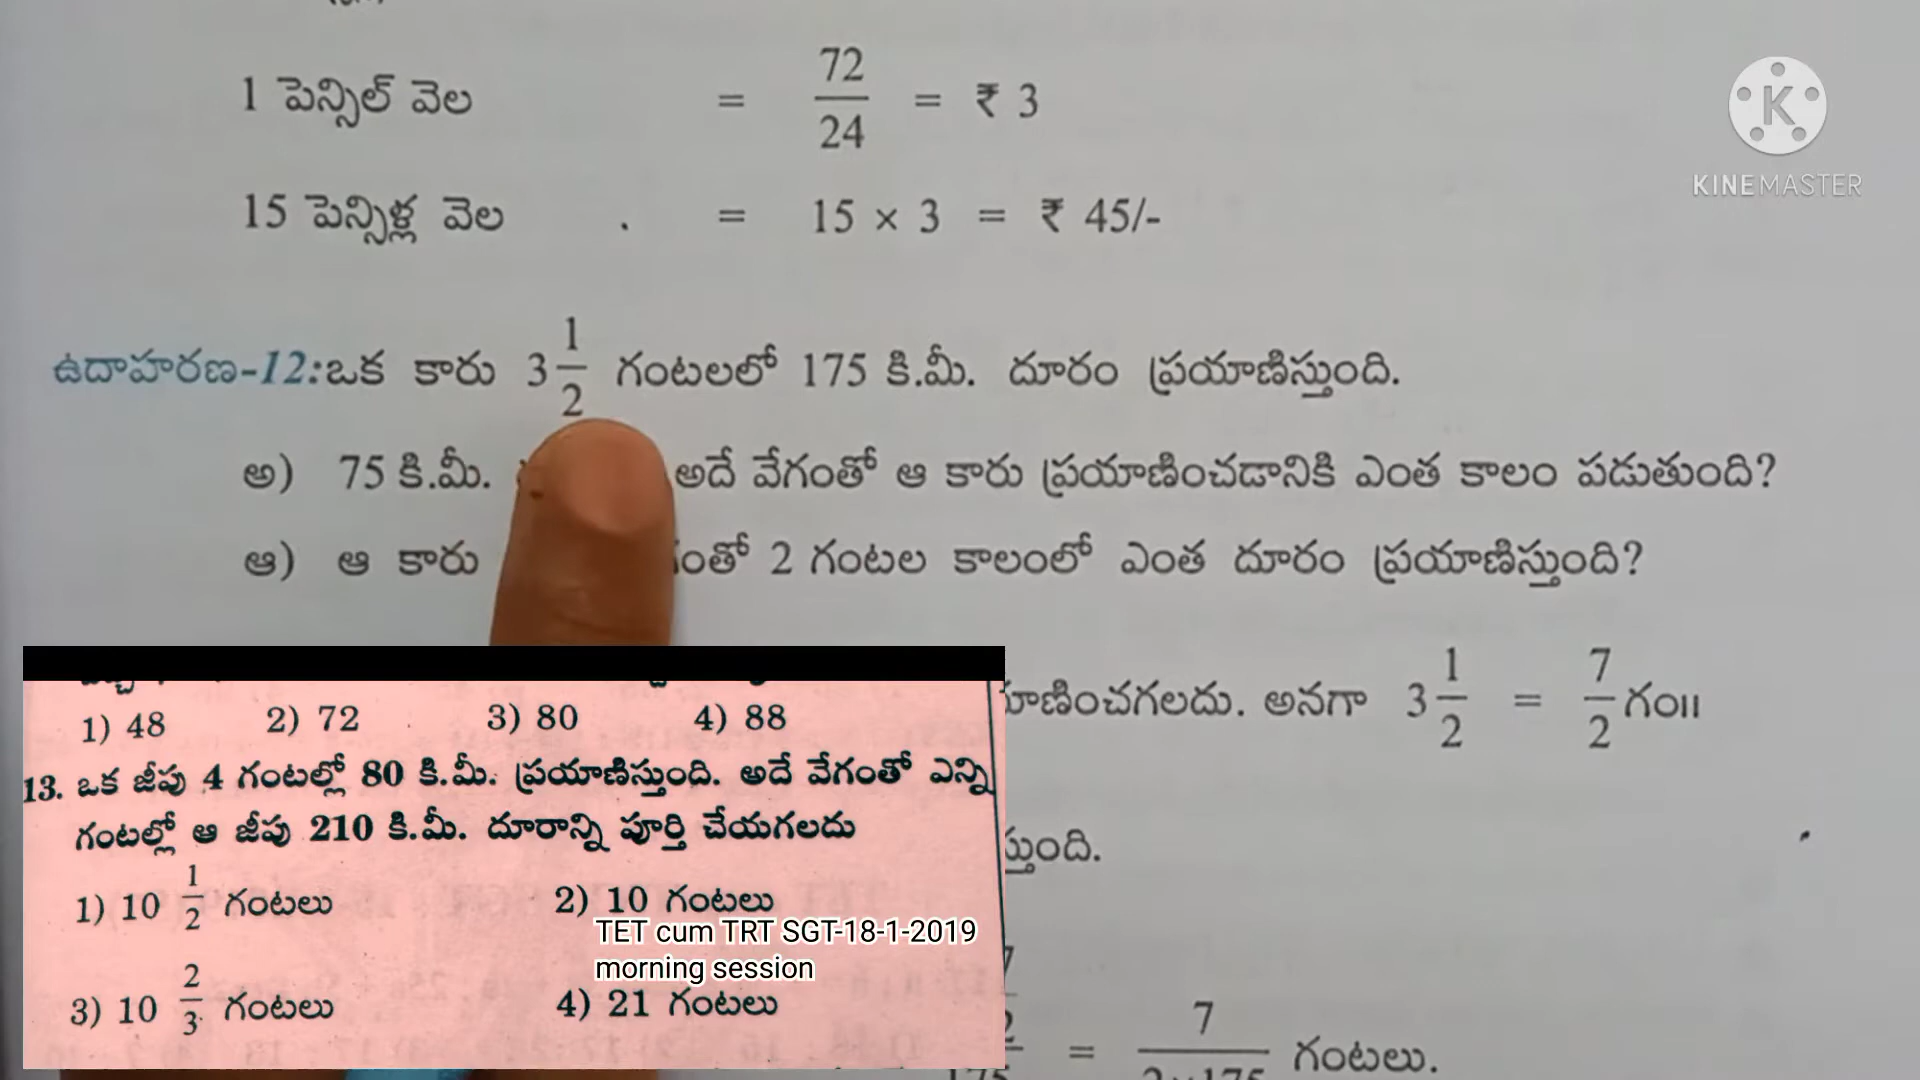 1 పెన్సిల్ వెల = 72/24 = ₹ 3
15 పెన్సిళ్ల వెల = 15 × 3 = ₹ 45/-
KINEMASTER
ఉదాహరణ-12:ఒక కారు 3 1/2 గంటలలో 175 కి.మీ. దూరం ప్రయాణిస్తుంది.
అ) 75 కి.మీ. అదే వేగంతో ఆ కారు ప్రయాణించడానికి ఎంత కాలం పడుతుంది?
ఆ) ఆ కారు 2 గంటల కాలంలో ఎంత దూరం ప్రయాణిస్తుంది?
అనగా 3 1/2 = 7/2 గం॥
= 7/2×175 గంటలు.
1) 48 2) 72 3) 80 4) 88
13. ఒక జీపు 4 గంటల్లో 80 కి.మీ. ప్రయాణిస్తుంది. అదే వేగంతో ఎన్ని
గంటల్లో ఆ జీపు 210 కి.మీ. దూరాన్ని పూర్తి చేయగలదు
1) 10 1/2 గంటలు 2) 10 గంటలు
TET cum TRT SGT-18-1-2019
morning session
3) 10 2/3 గంటలు 4) 21 గంటలు